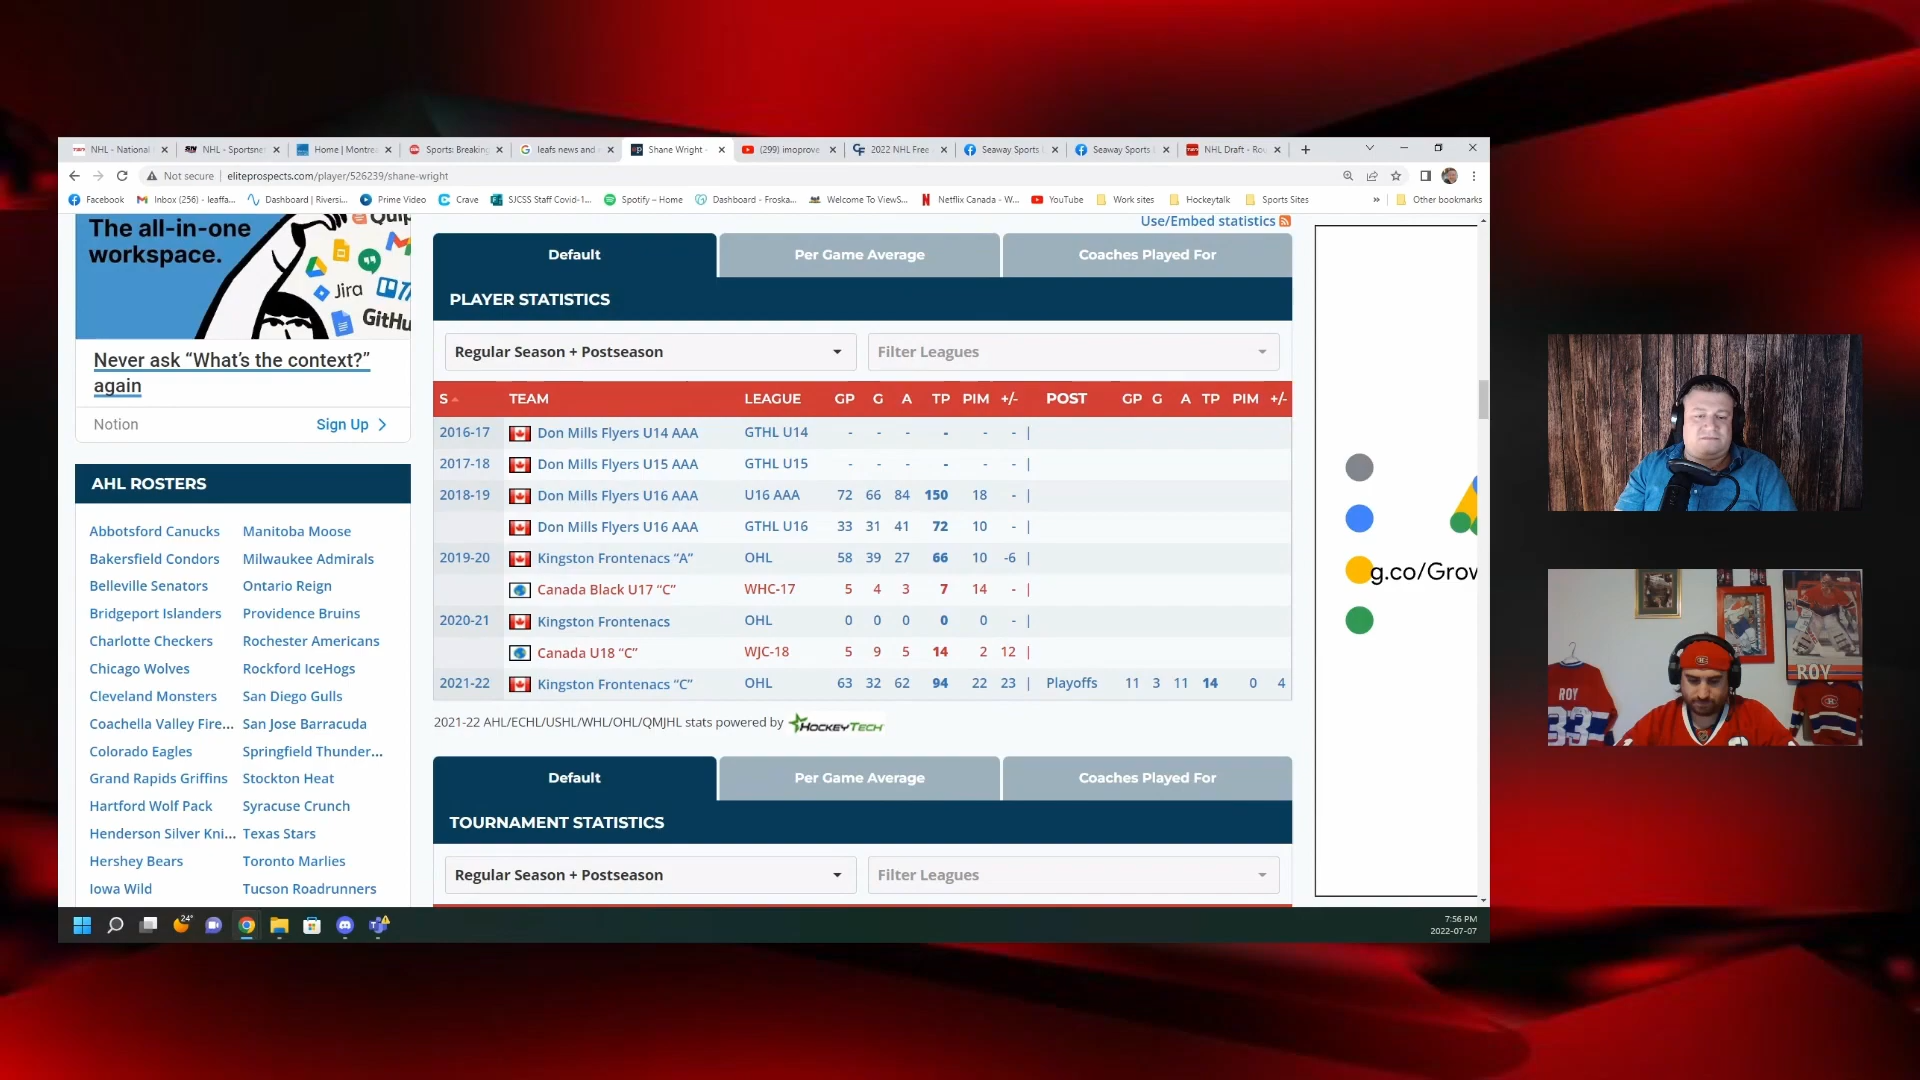 NHL - National
NHL - Sportsne
Home | Montrea
Sports: Breaking
leafs news and
Shane Wright -
(299) imoprove
2022 NHL Free
Seaway Sports L
Seaway Sports L
NHL Draft - Rou
Not secure | eliteprospects.com/player/526239/shane-wright
Facebook
Inbox (256) - leaffa...
Dashboard | Riversi...
Prime Video
Crave
SJCSS Staff Covid-1...
Spotify – Home
Dashboard - Froska...
Welcome To ViewS...
Netflix Canada - W...
YouTube
Work sites
Hockeytalk
Sports Sites
Other bookmarks
The all-in-one
workspace.
Quip
Jira
GitHu
Never ask “What’s the context?”
again
Notion
Sign Up
AHL ROSTERS
Abbotsford Canucks Manitoba Moose
Bakersfield Condors Milwaukee Admirals
Belleville Senators Ontario Reign
Bridgeport Islanders Providence Bruins
Charlotte Checkers Rochester Americans
Chicago Wolves Rockford IceHogs
Cleveland Monsters San Diego Gulls
Coachella Valley Fire... San Jose Barracuda
Colorado Eagles Springfield Thunder...
Grand Rapids Griffins Stockton Heat
Hartford Wolf Pack Syracuse Crunch
Henderson Silver Kni... Texas Stars
Hershey Bears Toronto Marlies
Iowa Wild Tucson Roadrunners
Use/Embed statistics
Default Per Game Average Coaches Played For
PLAYER STATISTICS
Regular Season + Postseason Filter Leagues
S TEAM LEAGUE GP G A TP PIM +/- POST GP G A TP PIM +/-
2016-17 Don Mills Flyers U14 AAA GTHL U14 - - - - - - |
2017-18 Don Mills Flyers U15 AAA GTHL U15 - - - - - - |
2018-19 Don Mills Flyers U16 AAA U16 AAA 72 66 84 150 18 - |
Don Mills Flyers U16 AAA GTHL U16 33 31 41 72 10 - |
2019-20 Kingston Frontenacs “A” OHL 58 39 27 66 10 -6 |
Canada Black U17 “C” WHC-17 5 4 3 7 14 - |
2020-21 Kingston Frontenacs OHL 0 0 0 0 0 - |
Canada U18 “C” WJC-18 5 9 5 14 2 12 |
2021-22 Kingston Frontenacs “C” OHL 63 32 62 94 22 23 | Playoffs 11 3 11 14 0 4
2021-22 AHL/ECHL/USHL/WHL/OHL/QMJHL stats powered by HOCKEYTECH
Default Per Game Average Coaches Played For
TOURNAMENT STATISTICS
Regular Season + Postseason Filter Leagues
g.co/Grow
24°
7:56 PM
2022-07-07
ROY
ROY
33